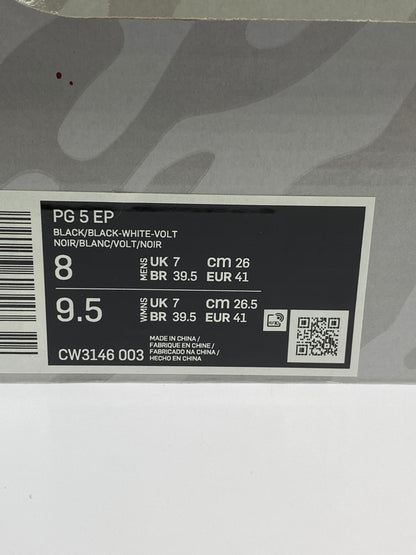 PG 5 EP
BLACK/BLACK-WHITE-VOLT
NOIR/BLANC/VOLT/NOIR
8 MENS UK 7 CM 26
BR 39.5 EUR 41
9.5 WMNS UK 7 CM 26.5
BR 39.5 EUR 41
CW3146 003
MADE IN CHINA /
FABRIQUE EN CHINE /
FABRICADO NA CHINA /
HECHO EN CHINA